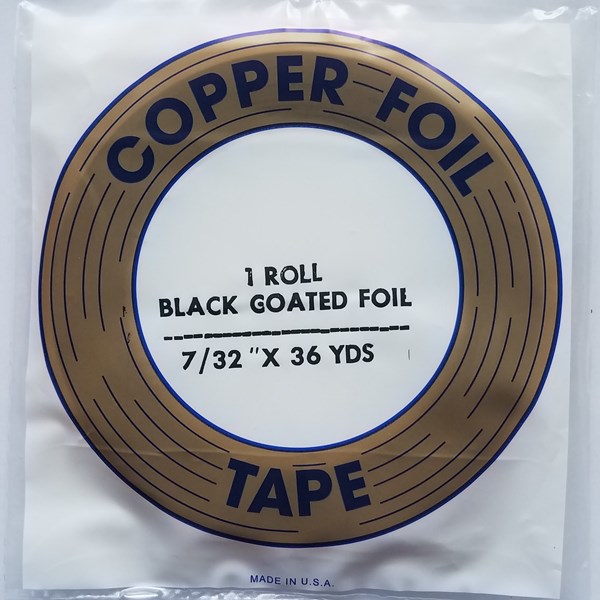 COPPER FOIL
1 ROLL
BLACK GOATED FOIL
7/32 "X 36 YDS
TAPE
MADE IN U.S.A.